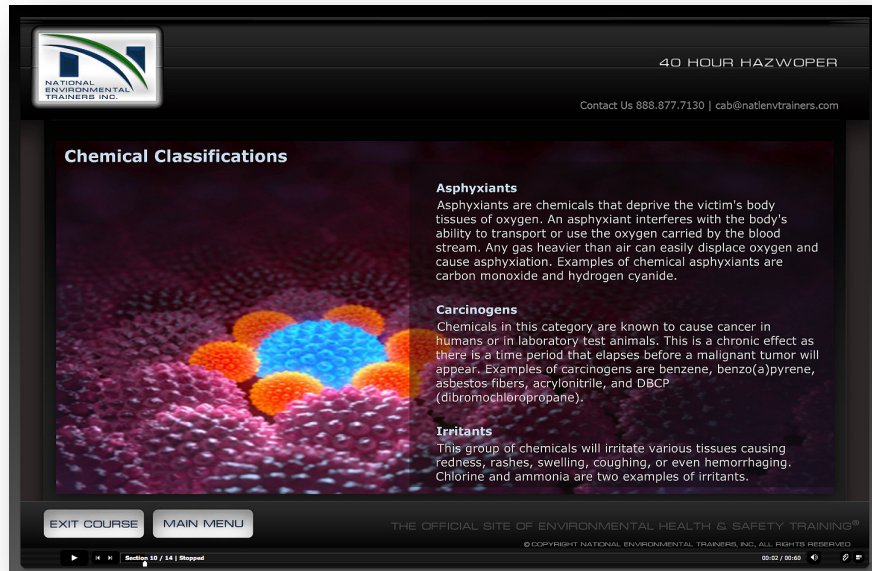 NATIONAL
ENVIRONMENTAL
TRAINERS INC.
40 HOUR HAZWOPER
Contact Us 888.877.7130 | cab@natlenvtrainers.com
Chemical Classifications
Asphyxiants
Asphyxiants are chemicals that deprive the victim's body
tissues of oxygen. An asphyxiant interferes with the body's
ability to transport or use the oxygen carried by the blood
stream. Any gas heavier than air can easily displace oxygen and
cause asphyxiation. Examples of chemical asphyxiants are
carbon monoxide and hydrogen cyanide.
Carcinogens
Chemicals in this category are known to cause cancer in
humans or in laboratory test animals. This is a chronic effect as
there is a time period that elapses before a malignant tumor will
appear. Examples of carcinogens are benzene, benzo(a)pyrene,
asbestos fibers, acrylonitrile, and DBCP
(dibromochloropropane).
Irritants
This group of chemicals will irritate various tissues causing
redness, rashes, swelling, coughing, or even hemorrhaging.
Chlorine and ammonia are two examples of irritants.
EXIT COURSE
MAIN MENU
THE OFFICIAL SITE OF ENVIRONMENTAL HEALTH & SAFETY TRAINING®
© COPYRIGHT NATIONAL ENVIRONMENTAL TRAINERS, INC, ALL RIGHTS RESERVED
Section 10 / 14 | Stopped
00:02 / 00:60